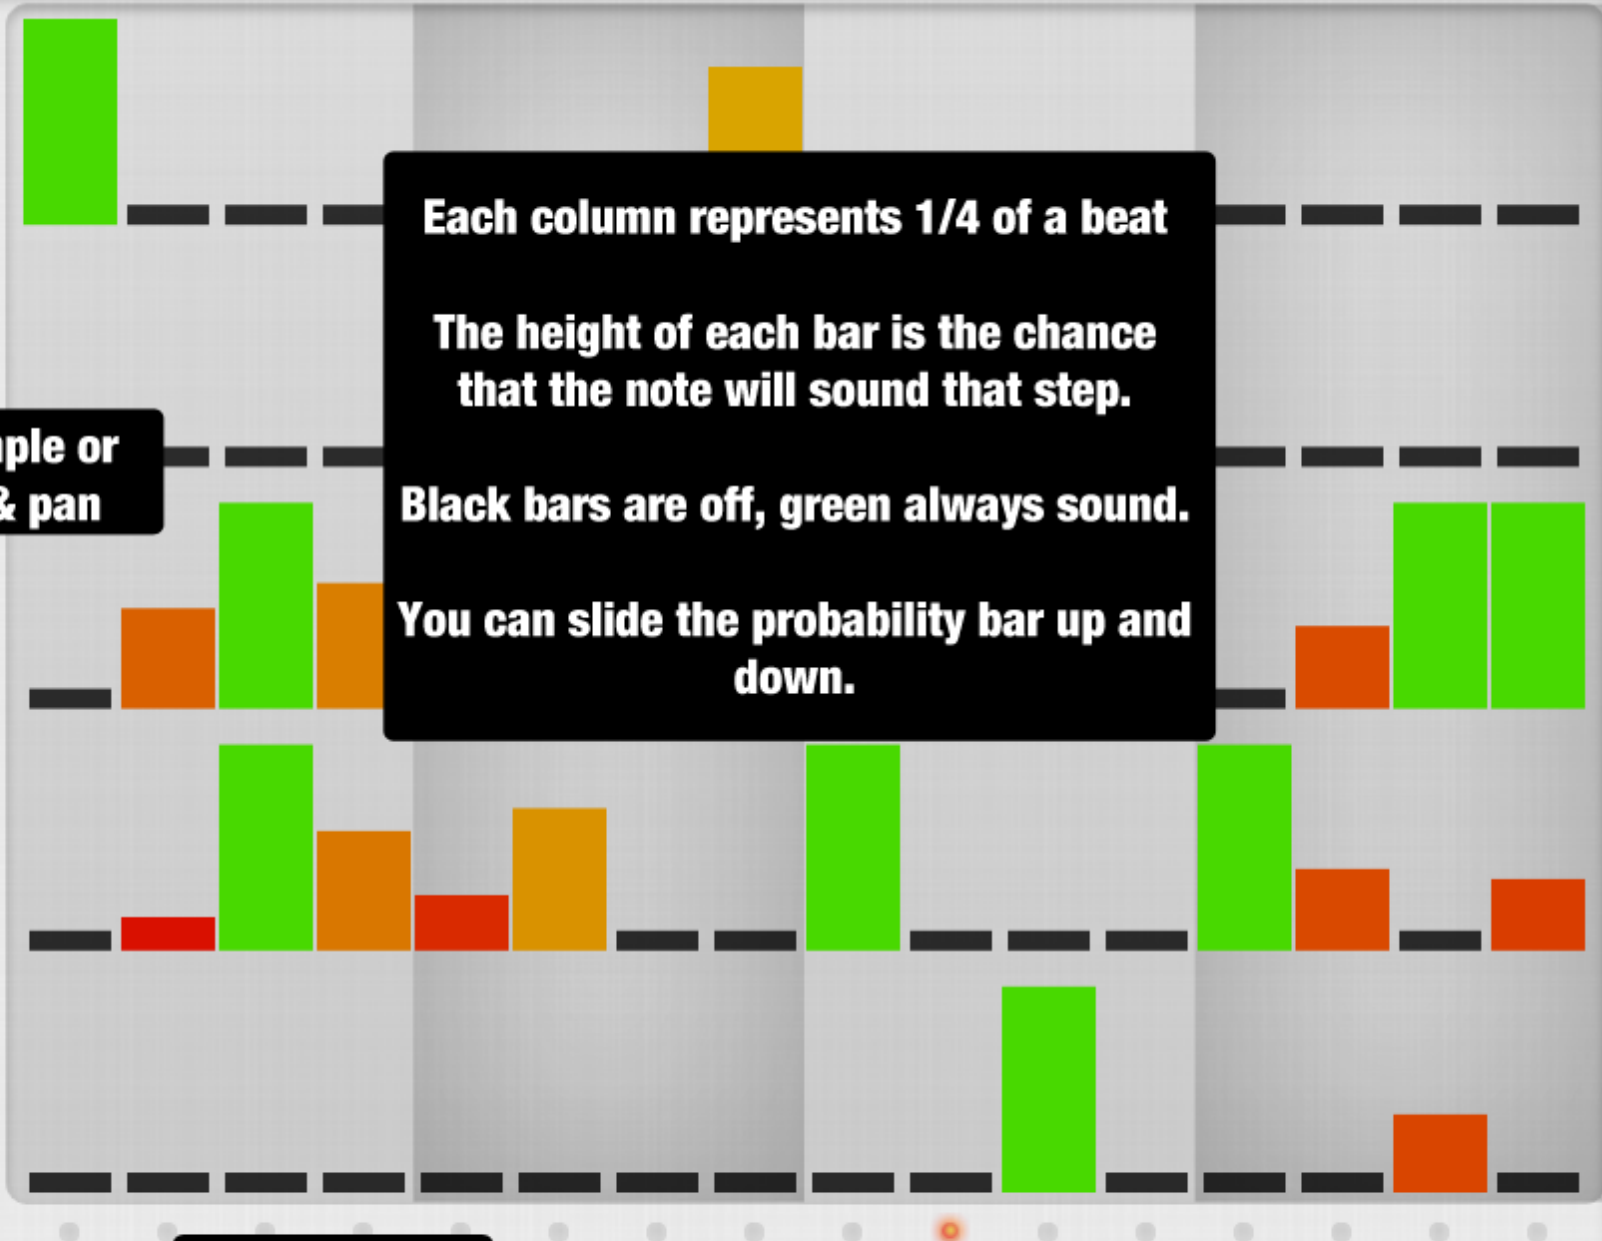 Each column represents 1/4 of a beat
The height of each bar is the chance
that the note will sound that step.
or
& pan
Black bars are off, green always sound.
You can slide the probability bar up and
down.